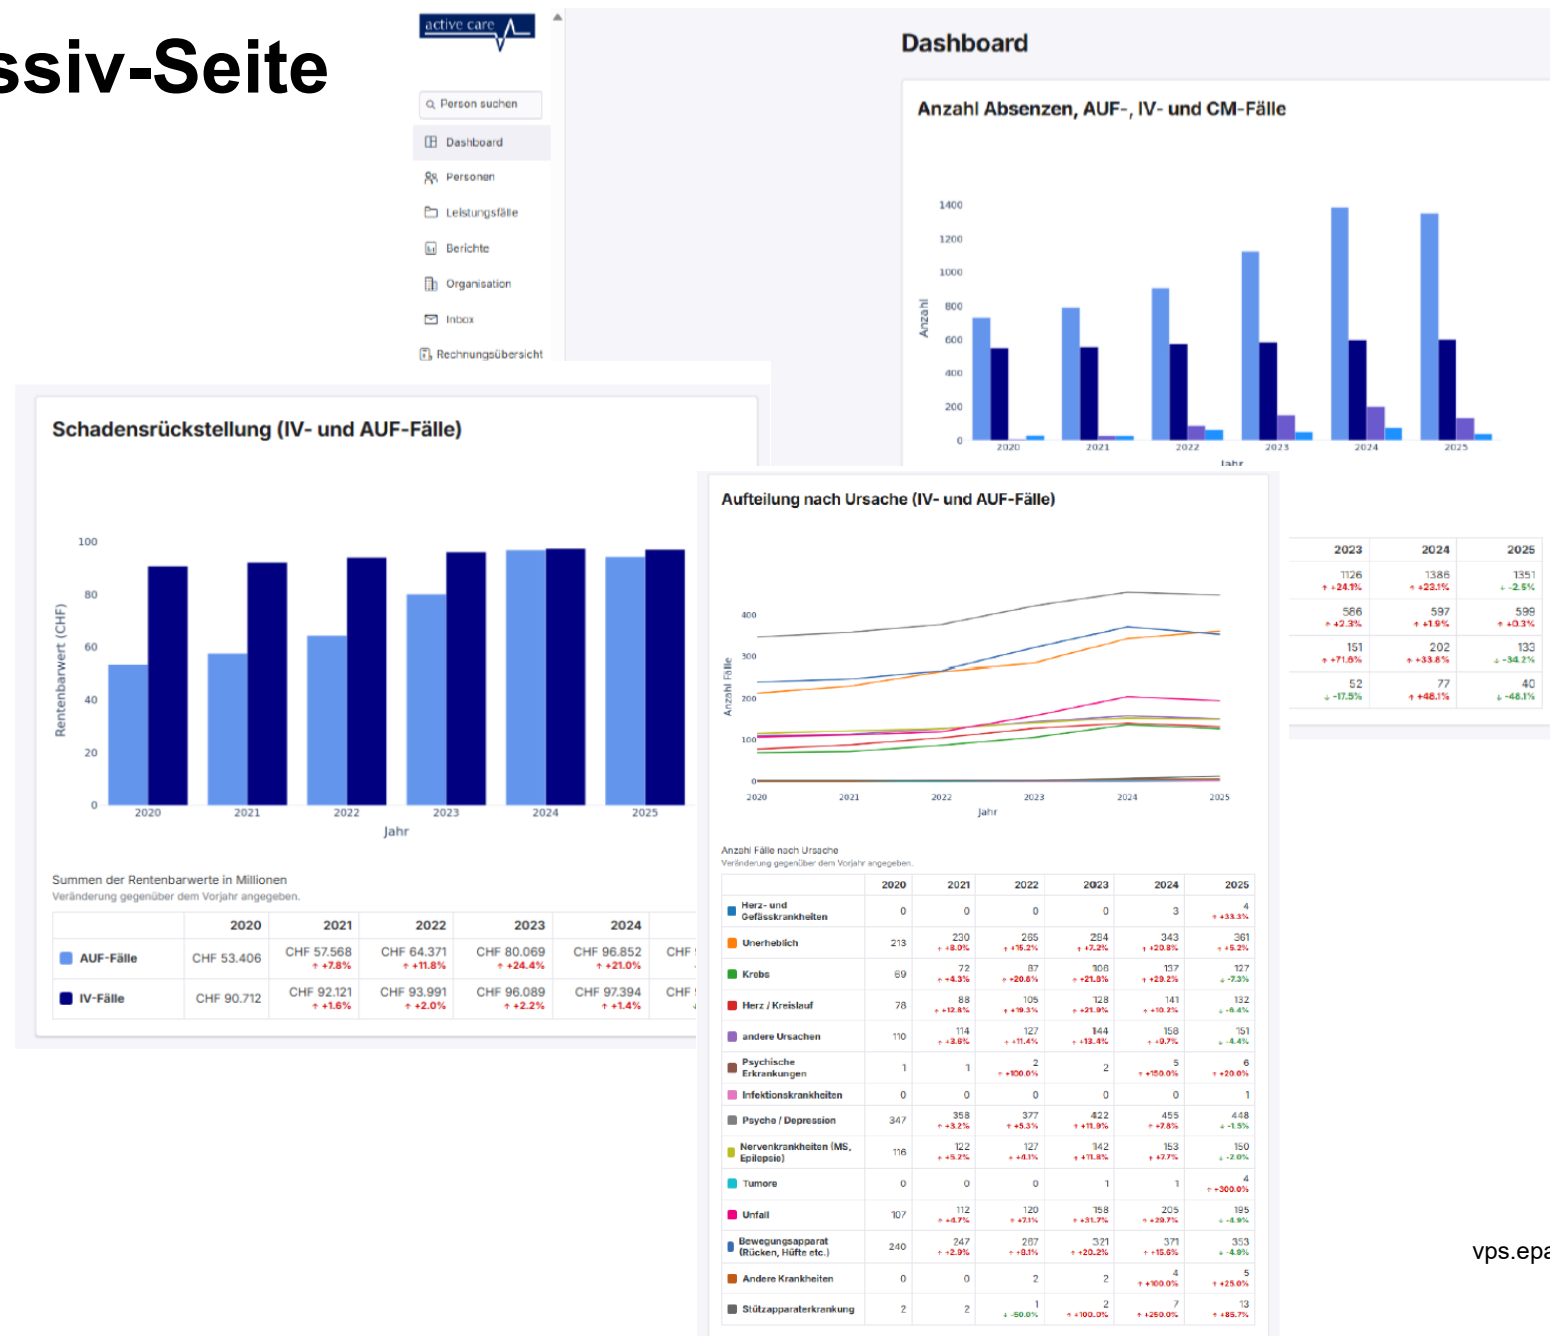 ssiv-Seite
active care
Person suchen
Dashboard
Personen
Leistungsfälle
Berichte
Organisation
Inbox
Rechnungsübersicht
Dashboard
Anzahl Absenzen, AUF-, IV- und CM-Fälle
1400
1200
1000
800
600
400
200
0
Anzahl
2020 2021 2022 2023 2024 2025
Jahr
2023 2024 2025
1126 1386 1351
↑ +24.1% ↑ +23.1% ↓ -2.5%
586 597 599
↑ +2.3% ↑ +1.9% ↑ +0.3%
151 202 133
↑ +71.6% ↑ +33.8% ↓ -34.2%
52 77 40
↓ -17.5% ↑ +48.1% ↓ -48.1%
Schadensrückstellung (IV- und AUF-Fälle)
100
80
60
40
20
0
Rentenbarwert (CHF)
2020 2021 2022 2023 2024 2025
Jahr
Summen der Rentenbarwerte in Millionen
Veränderung gegenüber dem Vorjahr angegeben.
2020 2021 2022 2023 2024
AUF-Fälle CHF 53.406 CHF 57.568 CHF 64.371 CHF 80.069 CHF 96.852 CHF
↑ +7.8% ↑ +11.8% ↑ +24.4% ↑ +21.0%
IV-Fälle CHF 90.712 CHF 92.121 CHF 93.991 CHF 96.089 CHF 97.394 CHF
↑ +1.6% ↑ +2.0% ↑ +2.2% ↑ +1.4%
Aufteilung nach Ursache (IV- und AUF-Fälle)
400
300
200
100
0
Anzahl Fälle
2020 2021 2022 2023 2024 2025
Jahr
Anzahl Fälle nach Ursache
Veränderung gegenüber dem Vorjahr angegeben.
2020 2021 2022 2023 2024 2025
Herz- und Gefässkrankheiten 0 0 0 0 3 4
↑ +33.3%
Unerheblich 213 230 265 284 343 361
↑ +8.0% ↑ +15.2% ↑ +7.2% ↑ +20.8% ↑ +5.2%
Krebs 69 72 87 106 137 127
↑ +4.3% ↑ +20.8% ↑ +21.8% ↑ +29.2% ↓ -7.3%
Herz / Kreislauf 78 88 105 128 141 132
↑ +12.8% ↑ +19.3% ↑ +21.9% ↑ +10.2% ↓ -6.4%
andere Ursachen 110 114 127 144 158 151
↑ +3.6% ↑ +11.4% ↑ +13.4% ↑ +9.7% ↓ -4.4%
Psychische Erkrankungen 1 1 2 2 5 6
↑ +100.0% ↑ +150.0% ↑ +20.0%
Infektionskrankheiten 0 0 0 0 0 1
Psyche / Depression 347 358 377 422 455 448
↑ +3.2% ↑ +5.3% ↑ +11.9% ↑ +7.8% ↓ -1.5%
Nervenkrankheiten (MS, Epilepsie) 116 122 127 142 153 150
↑ +5.2% ↑ +4.1% ↑ +11.8% ↑ +7.7% ↓ -2.0%
Tumore 0 0 0 1 1 4
↑ +300.0%
Unfall 107 112 120 158 205 195
↑ +4.7% ↑ +7.1% ↑ +31.7% ↑ +29.7% ↓ -4.9%
Bewegungsapparat (Rücken, Hüfte etc.) 240 247 267 321 371 353
↑ +2.9% ↑ +8.1% ↑ +20.2% ↑ +15.6% ↓ -4.9%
Andere Krankheiten 0 0 2 2 4 5
↑ +100.0% ↑ +25.0%
Stützapparaterkrankung 2 2 1 2 7 13
↓ -50.0% ↑ +100.0% ↑ +250.0% ↑ +85.7%
vps.epa